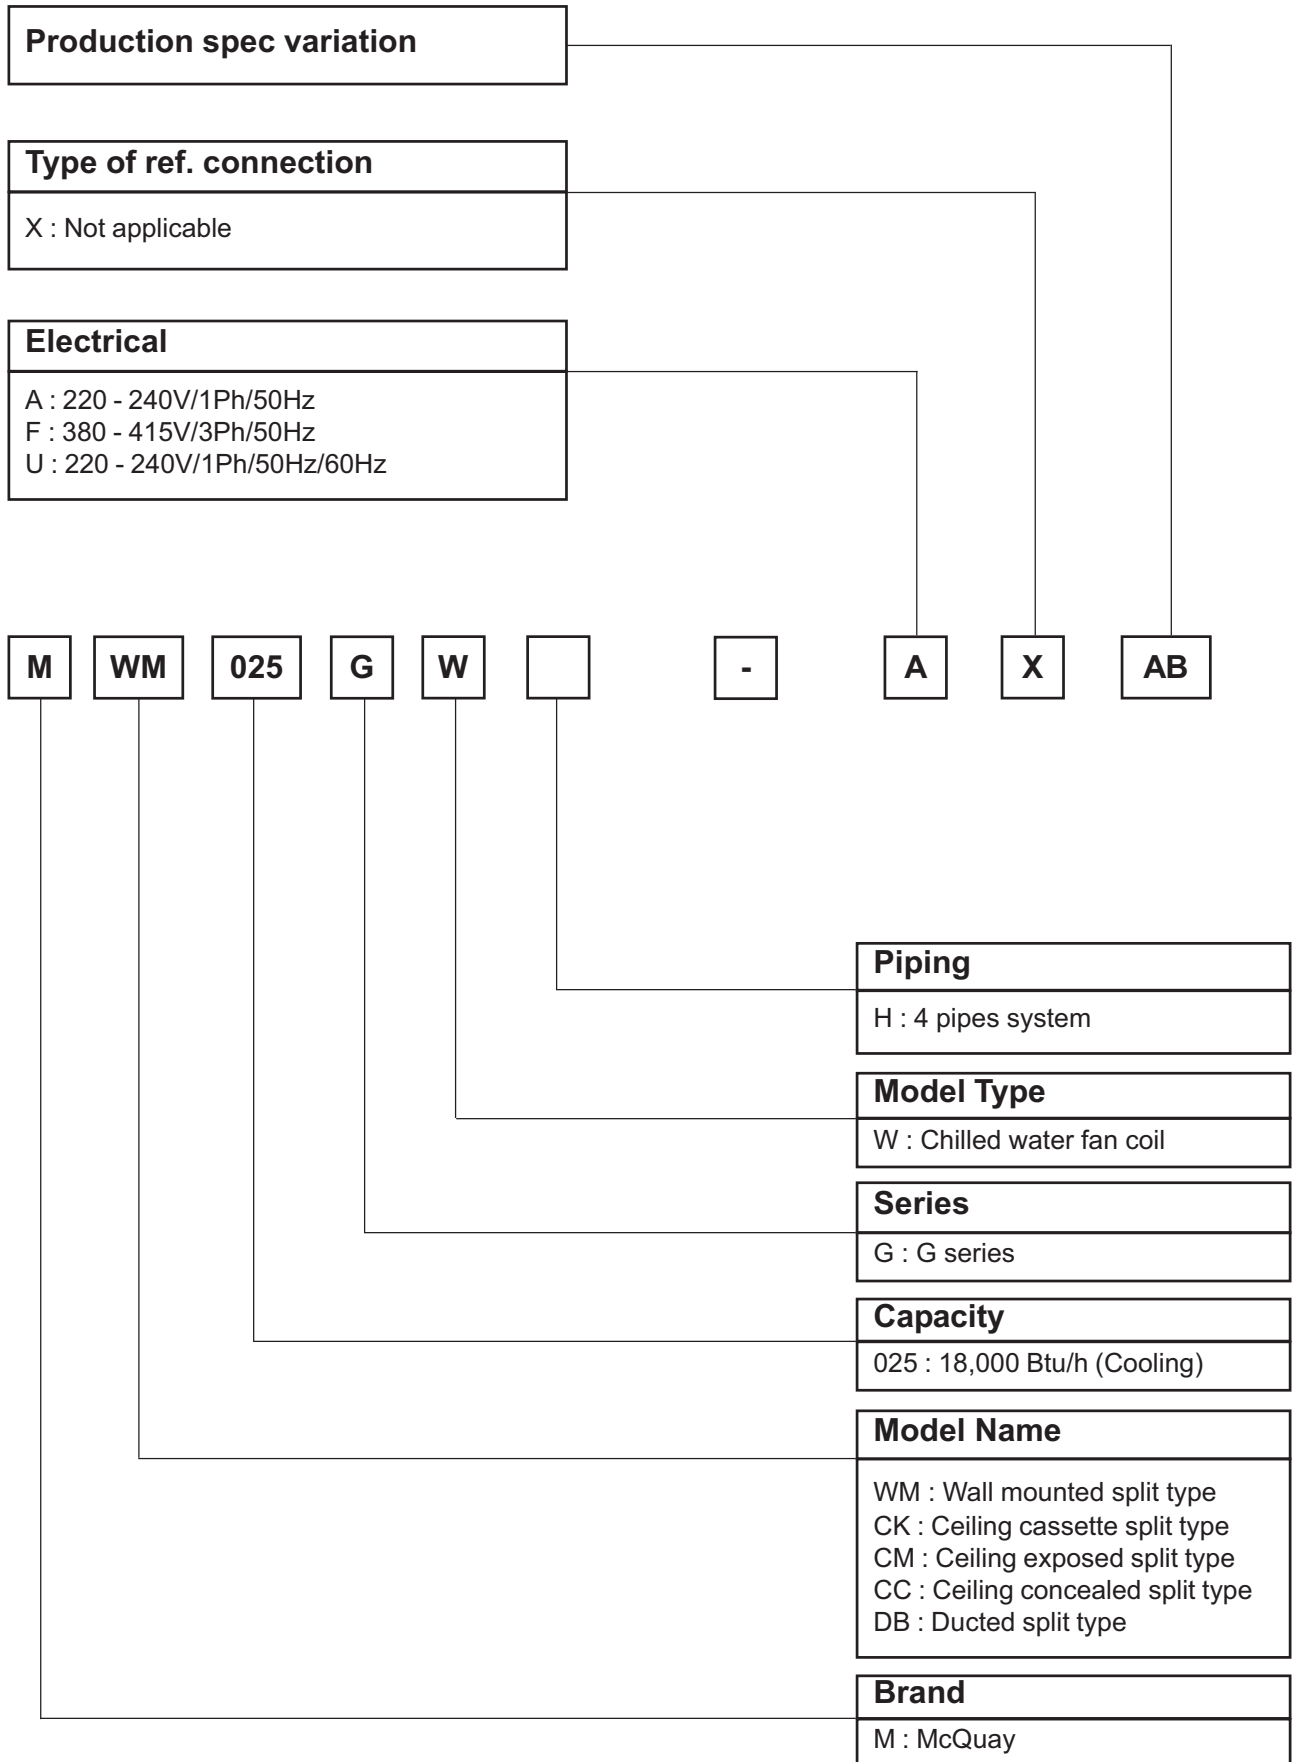 Production spec variation
Type of ref. connection
X : Not applicable
Electrical
A : 220 - 240V/1Ph/50Hz
F : 380 - 415V/3Ph/50Hz
U : 220 - 240V/1Ph/50Hz/60Hz
M WM 025 G W - A X AB
Piping
H : 4 pipes system
Model Type
W : Chilled water fan coil
Series
G : G series
Capacity
025 : 18,000 Btu/h (Cooling)
Model Name
WM : Wall mounted split type
CK : Ceiling cassette split type
CM : Ceiling exposed split type
CC : Ceiling concealed split type
DB : Ducted split type
Brand
M : McQuay